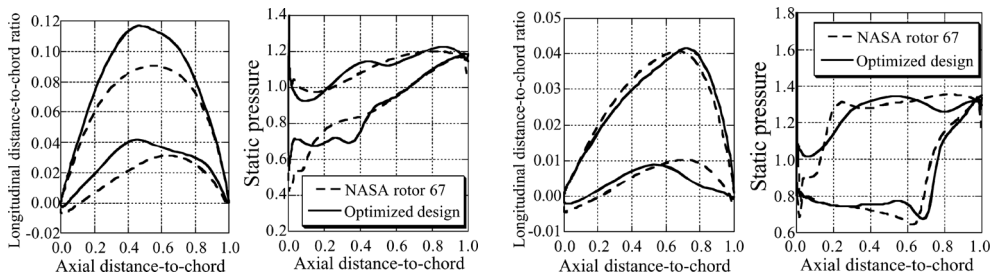 Longitudinal distance-to-chord ratio
0.12
0.10
0.08
0.06
0.04
0.02
0.00
-0.02
0.0 0.2 0.4 0.6 0.8 1.0
Axial distance-to-chord
Static pressure
1.4
1.2
1.0
0.8
0.6
0.4
0.2
NASA rotor 67
Optimized design
0.0 0.2 0.4 0.6 0.8 1.0
Axial distance-to-chord
Longitudinal distance-to-chord ratio
0.05
0.04
0.03
0.02
0.010
0.00
-0.01
0.0 0.2 0.4 0.6 0.8 1.0
Axial distance-to-chord
Static pressure
1.8
1.6
1.4
1.2
1.0
0.8
0.6
NASA rotor 67
Optimized design
0.0 0.2 0.4 0.6 0.8 1.0
Axial distance-to-chord